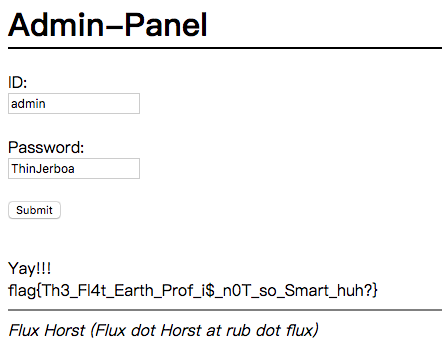 Admin-Panel
ID:
admin
Password:
ThinJerboa
Submit
Yay!!!
flag{Th3_Fl4t_Earth_Prof_i$_n0T_so_Smart_huh?}
Flux Horst (Flux dot Horst at rub dot flux)